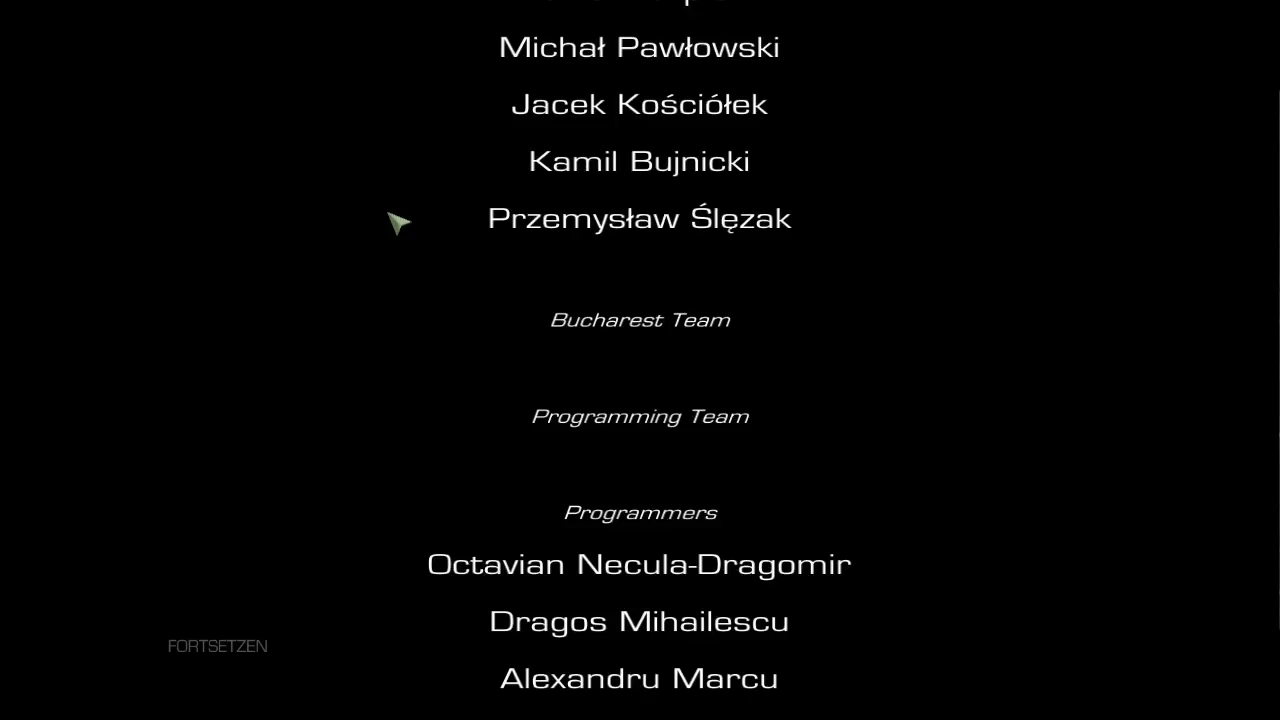 Michał Pawłowski
Jacek Kościółek
Kamil Bujnicki
Przemysław Ślęzak
Bucharest Team
Programming Team
Programmers
Octavian Necula-Dragomir
Dragos Mihailescu
FORTSETZEN
Alexandru Marcu